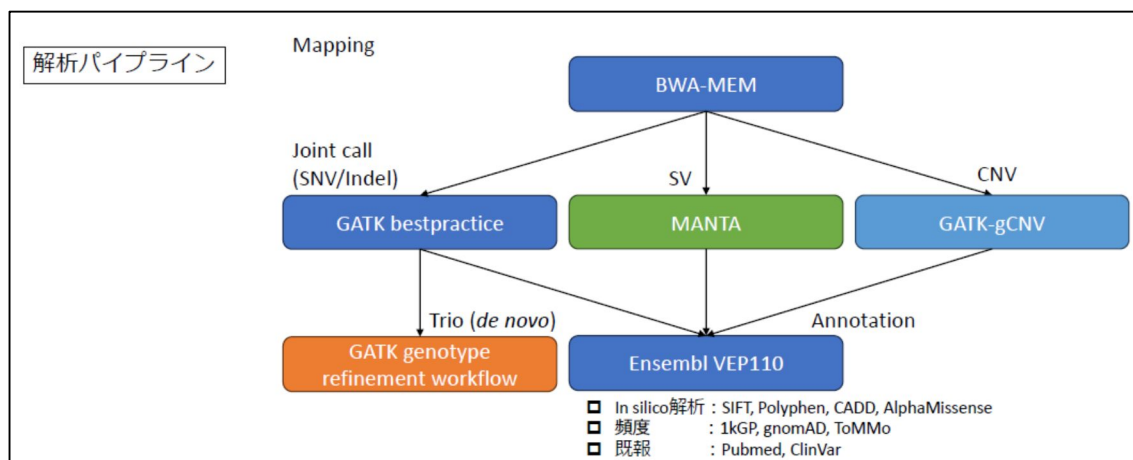 解析パイプライン
Mapping
BWA-MEM
Joint call
(SNV/Indel)
SV
CNV
GATK bestpractice
MANTA
GATK-gCNV
Trio (de novo)
Annotation
GATK genotype
refinement workflow
Ensembl VEP110
In silico解析：SIFT, Polyphen, CADD, AlphaMissense
頻度　　　：1kGP, gnomAD, ToMMo
既報　　　：Pubmed, ClinVar